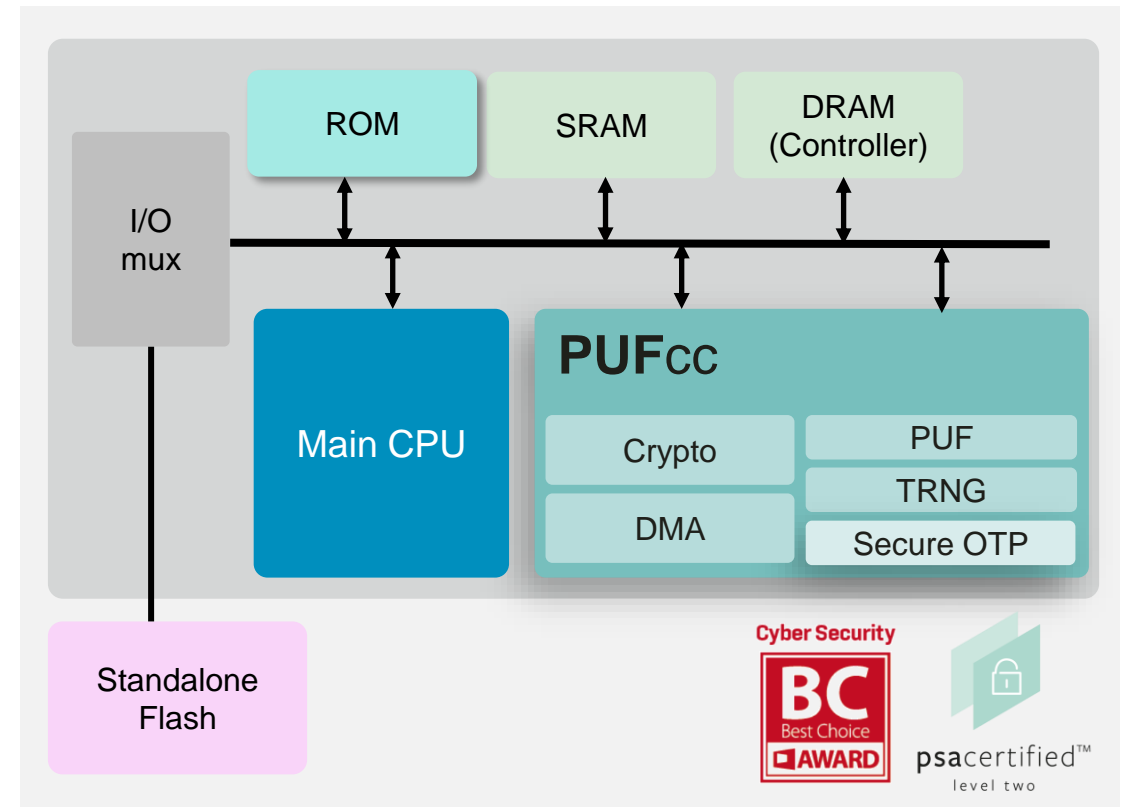 ROM
SRAM
DRAM
(Controller)
I/O
mux
Main CPU
PUFcc
Crypto
DMA
PUF
TRNG
Secure OTP
Standalone
Flash
Cyber Security
BC
Best Choice
AWARD
psacertified™
level two